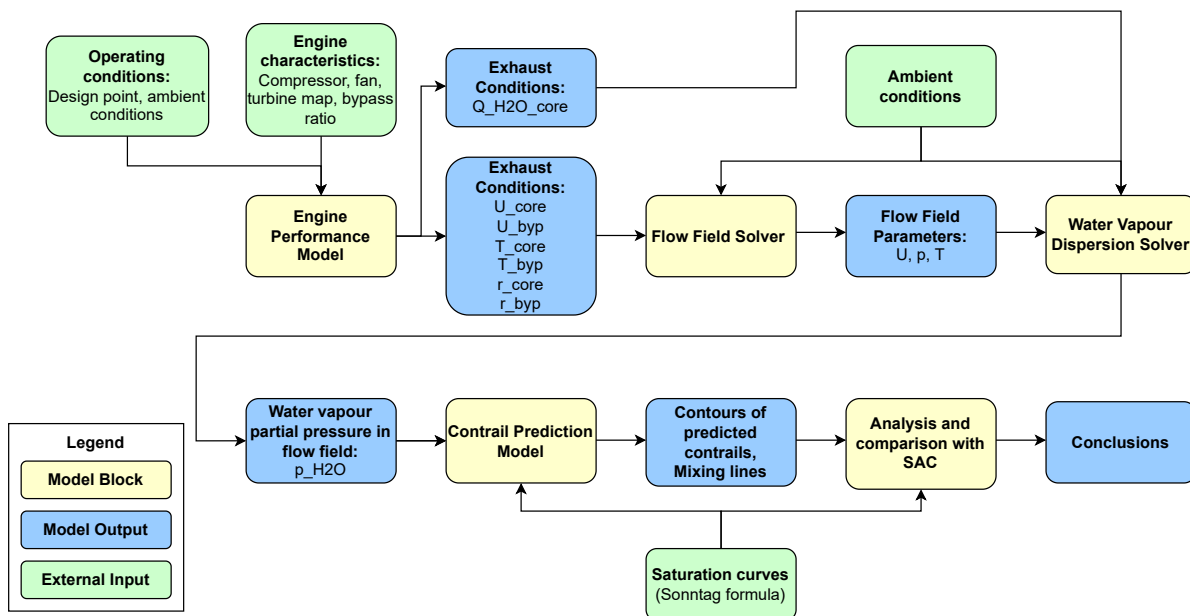 Operating
conditions:
Design point, ambient
conditions
Engine
characteristics:
Compressor, fan,
turbine map, bypass
ratio
Exhaust
Conditions:
Q_H2O_core
Ambient
conditions
Engine
Performance
Model
Exhaust
Conditions:
U_core
U_byp
T_core
T_byp
r_core
r_byp
Flow Field Solver
Flow Field
Parameters:
U, p, T
Water Vapour
Dispersion Solver
Water vapour
partial pressure in
flow field:
p_H2O
Contrail Prediction
Model
Contours of
predicted
contrails,
Mixing lines
Analysis and
comparison with
SAC
Conclusions
Legend
Model Block
Model Output
External Input
Saturation curves
(Sonntag formula)